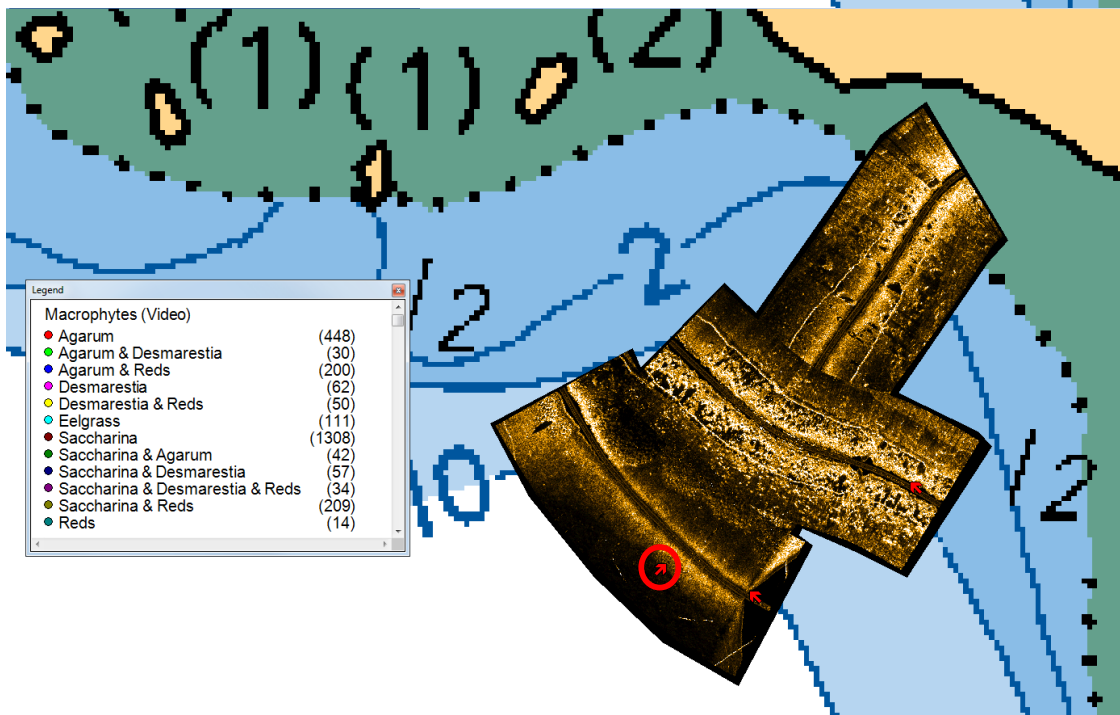 (1)
(1)
(2)
2
/2
10
/2
Legend
Macrophytes (Video)
Agarum (448)
Agarum & Desmarestia (30)
Agarum & Reds (200)
Desmarestia (62)
Desmarestia & Reds (50)
Eelgrass (111)
Saccharina (1308)
Saccharina & Agarum (42)
Saccharina & Desmarestia (57)
Saccharina & Desmarestia & Reds (34)
Saccharina & Reds (209)
Reds (14)